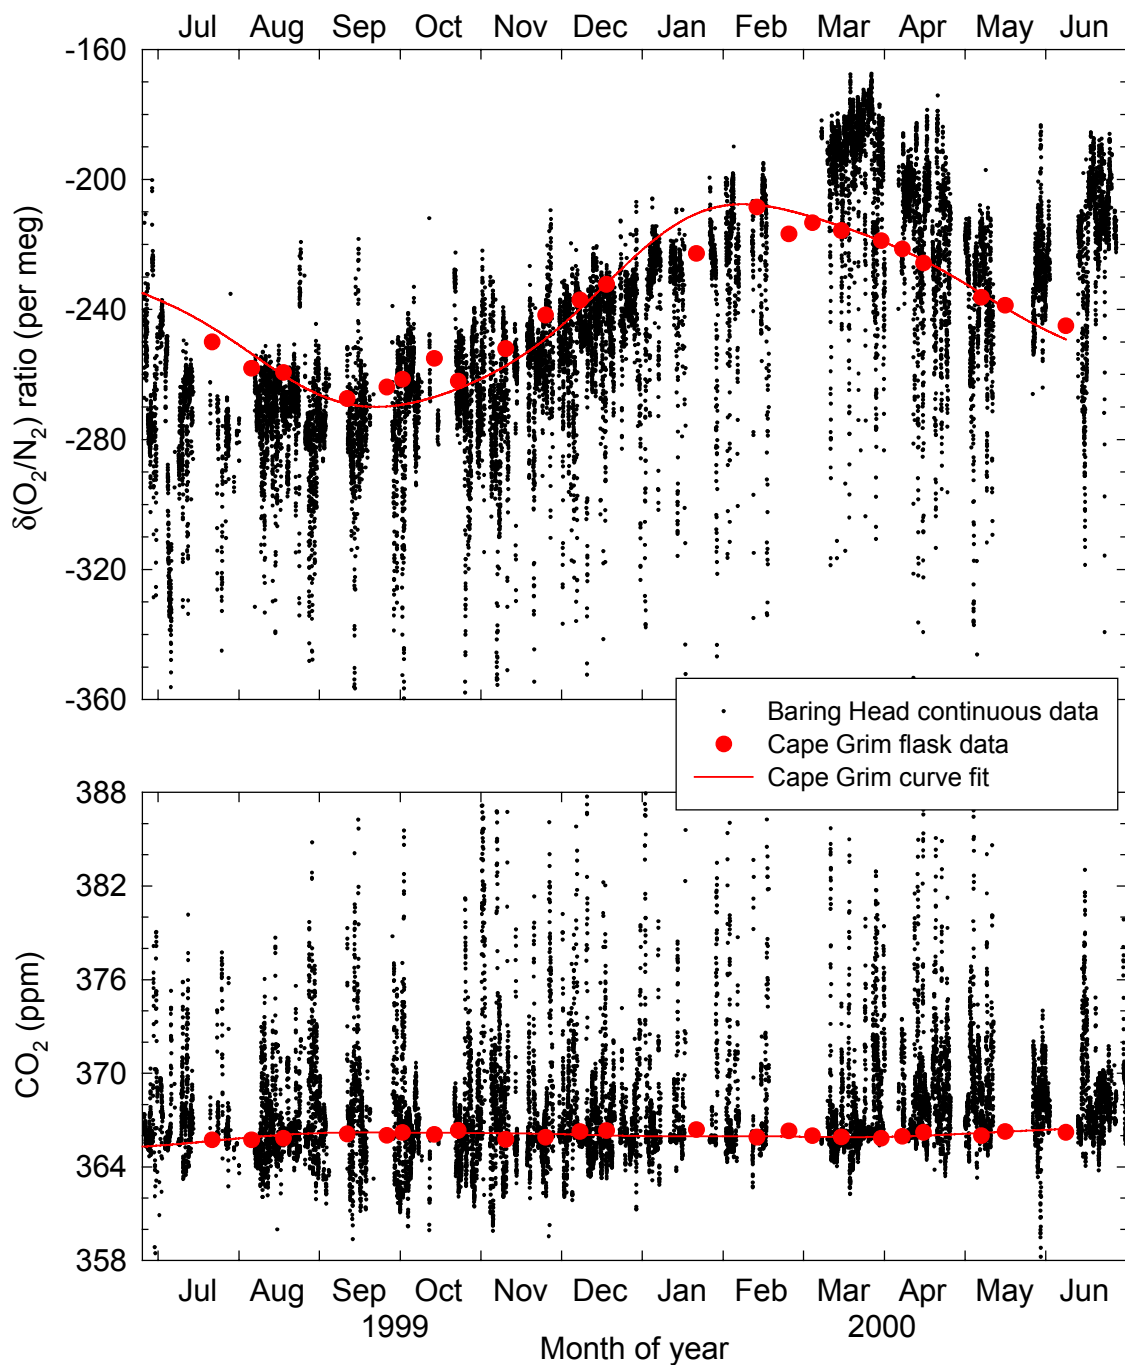 Jul Aug Sep Oct Nov Dec Jan Feb Mar Apr May Jun
-160
-200
-240
-280
-320
-360
δ(O₂/N₂) ratio (per meg)
Baring Head continuous data
Cape Grim flask data
Cape Grim curve fit
388
382
376
370
364
358
CO₂ (ppm)
Jul Aug Sep Oct Nov Dec Jan Feb Mar Apr May Jun
1999 2000
Month of year